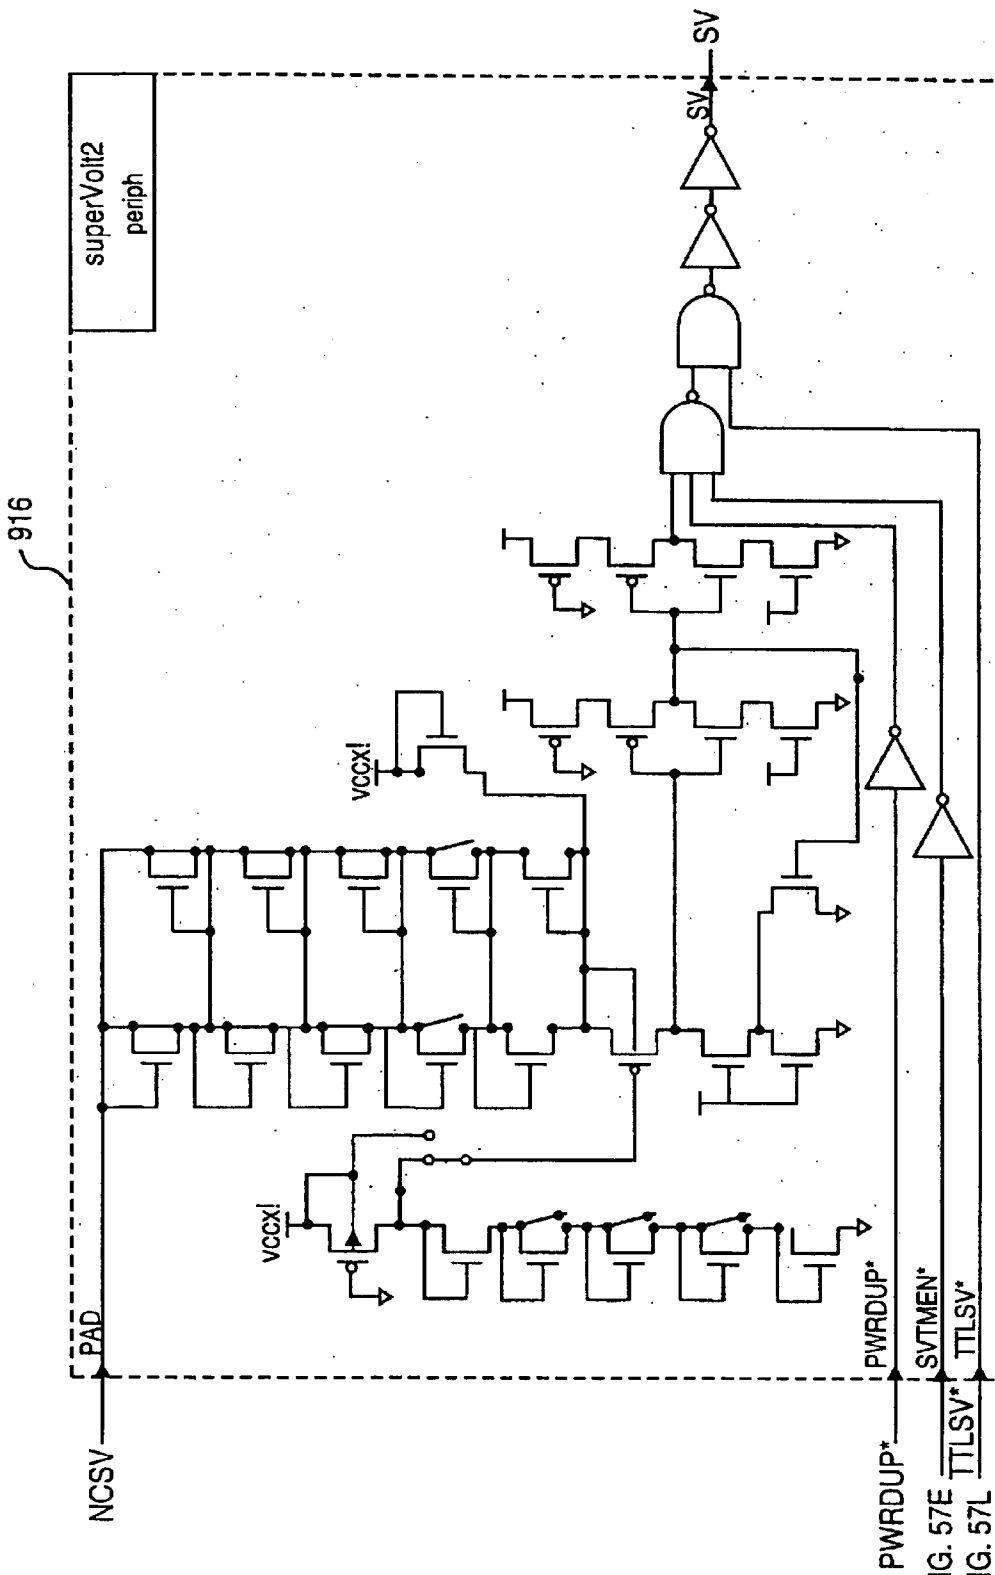 916
superVolt2
periph
NCSV
PAD
vccx!
vccx!
SV
SV
PWRDUP*
PWRDUP*
SVTMEN*
TTLSV*
TTLSV*
IG. 57E
IG. 57L